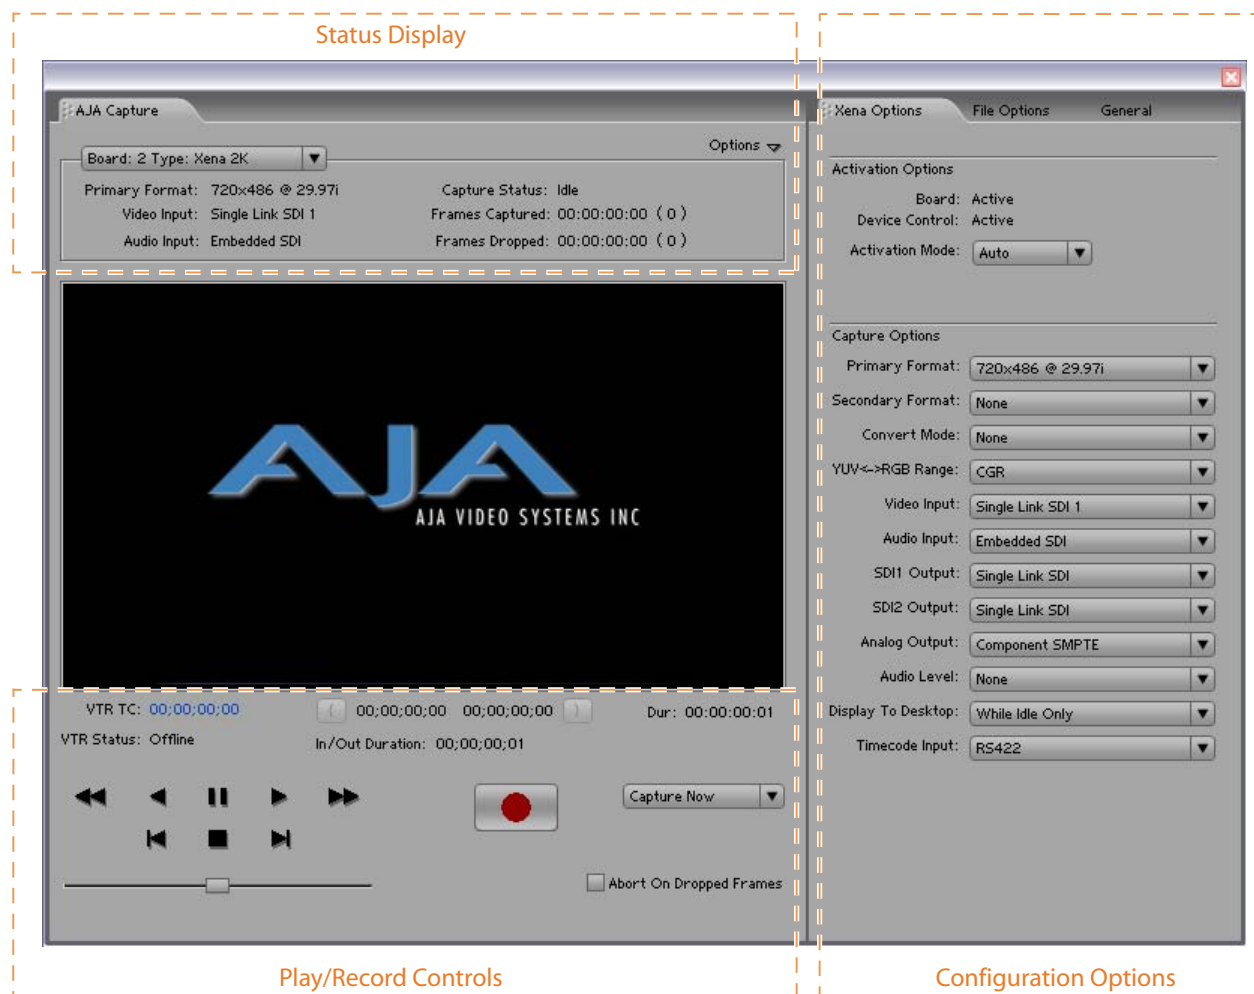 Status Display
AJA Capture
Options
Board: 2 Type: Xena 2K
Primary Format: 720x486 @ 29.97i
Video Input: Single Link SDI 1
Audio Input: Embedded SDI
Capture Status: Idle
Frames Captured: 00:00:00:00 ( 0 )
Frames Dropped: 00:00:00:00 ( 0 )
AJA
AJA VIDEO SYSTEMS INC
VTR TC: 00;00;00;00
{ 00;00;00;00 00;00;00;00 }
Dur: 00:00:00:01
VTR Status: Offline
In/Out Duration: 00;00;00;01
Capture Now
Abort On Dropped Frames
Play/Record Controls
Xena Options File Options General
Activation Options
Board: Active
Device Control: Active
Activation Mode: Auto
Capture Options
Primary Format: 720x486 @ 29.97i
Secondary Format: None
Convert Mode: None
YUV<->RGB Range: CGR
Video Input: Single Link SDI 1
Audio Input: Embedded SDI
SDI1 Output: Single Link SDI
SDI2 Output: Single Link SDI
Analog Output: Component SMPTE
Audio Level: None
Display To Desktop: While Idle Only
Timecode Input: RS422
Configuration Options